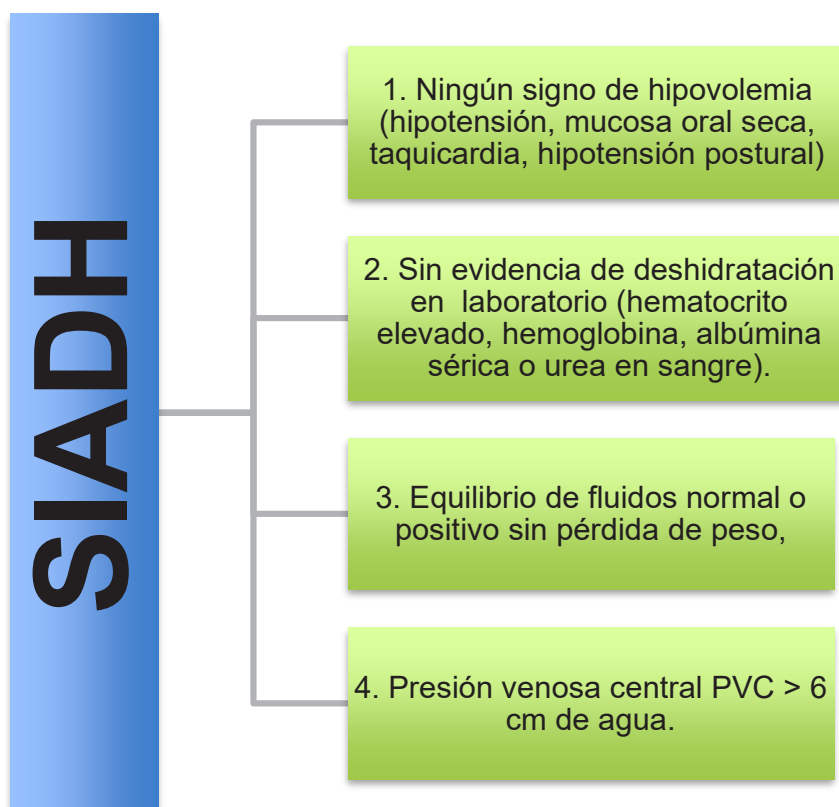 SIADH
1. Ningún signo de hipovolemia
(hipotensión, mucosa oral seca,
taquicardia, hipotensión postural)
2. Sin evidencia de deshidratación
en laboratorio (hematocrito
elevado, hemoglobina, albúmina
sérica o urea en sangre).
3. Equilibrio de fluidos normal o
positivo sin pérdida de peso,
4. Presión venosa central PVC > 6
cm de agua.